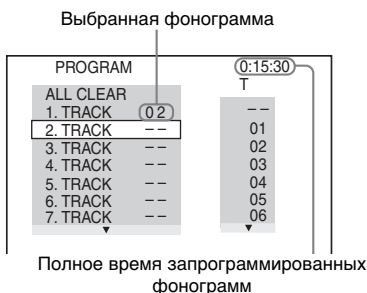 Выбранная фонограмма
PROGRAM 0:15:30
T
ALL CLEAR
1. TRACK 02 – –
2. TRACK – – 01
3. TRACK – – 02
4. TRACK – – 03
5. TRACK – – 04
6. TRACK – – 05
7. TRACK – – 06
Полное время запрограммированных
фонограмм